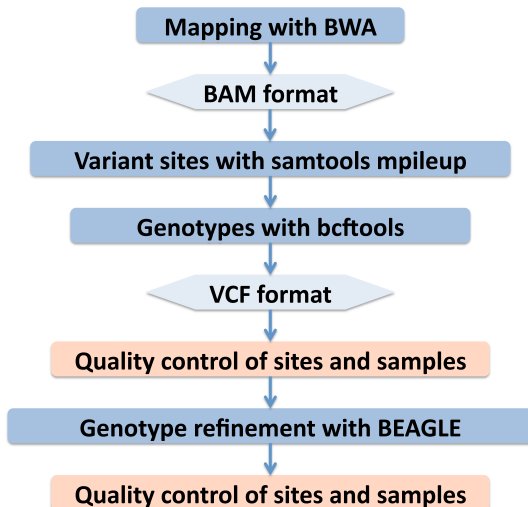 Mapping with BWA
BAM format
Variant sites with samtools mpileup
Genotypes with bcftools
VCF format
Quality control of sites and samples
Genotype refinement with BEAGLE
Quality control of sites and samples